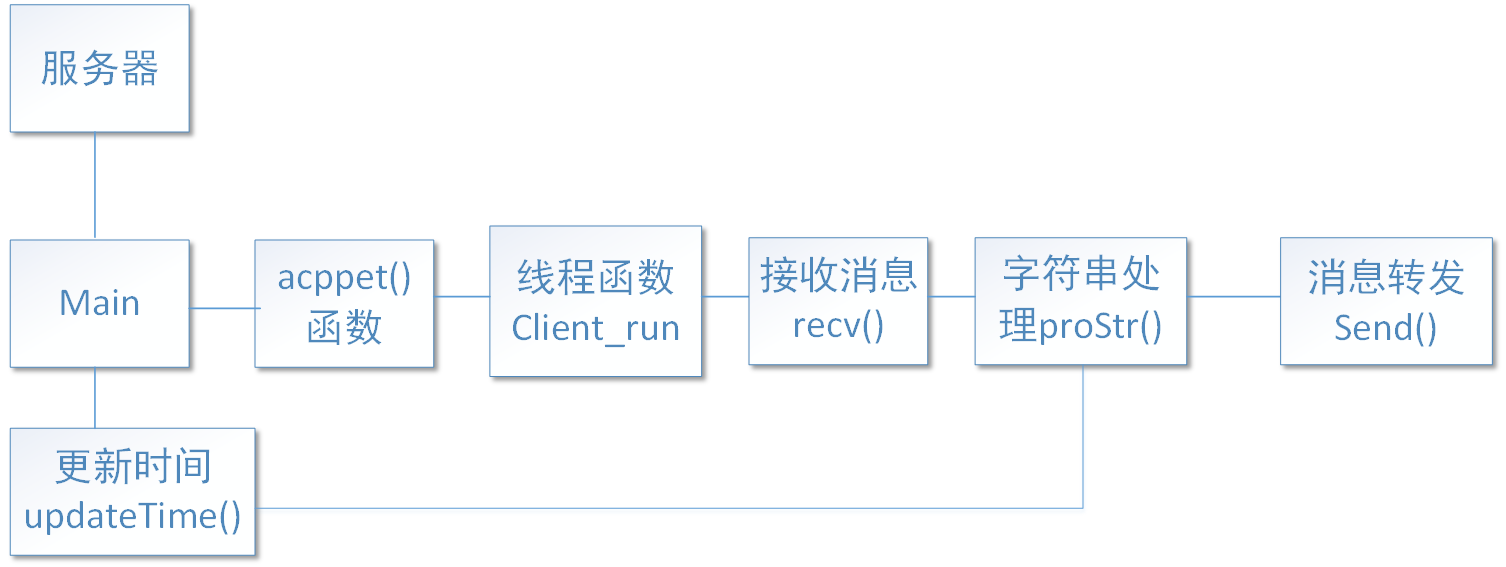 服务器
Main
acppet()
函数
线程函数
Client_run
接收消息
recv()
字符串处
理proStr()
消息转发
Send()
更新时间
updateTime()